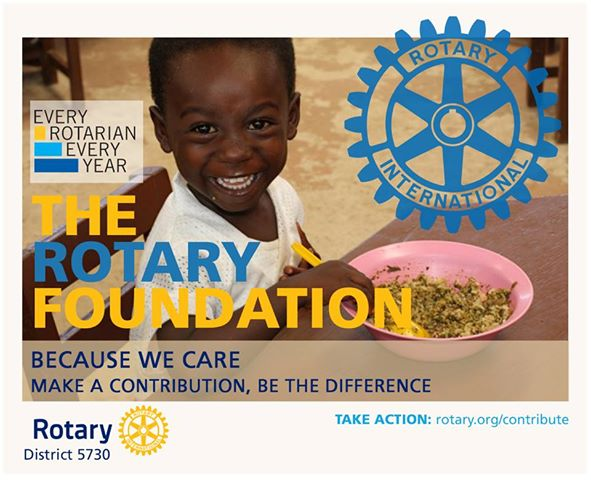 ROTARY
INTERNATIONAL
EVERY
ROTARIAN
EVERY
YEAR
THE
ROTARY
FOUNDATION
BECAUSE WE CARE
MAKE A CONTRIBUTION, BE THE DIFFERENCE
TAKE ACTION: rotary.org/contribute
Rotary
District 5730